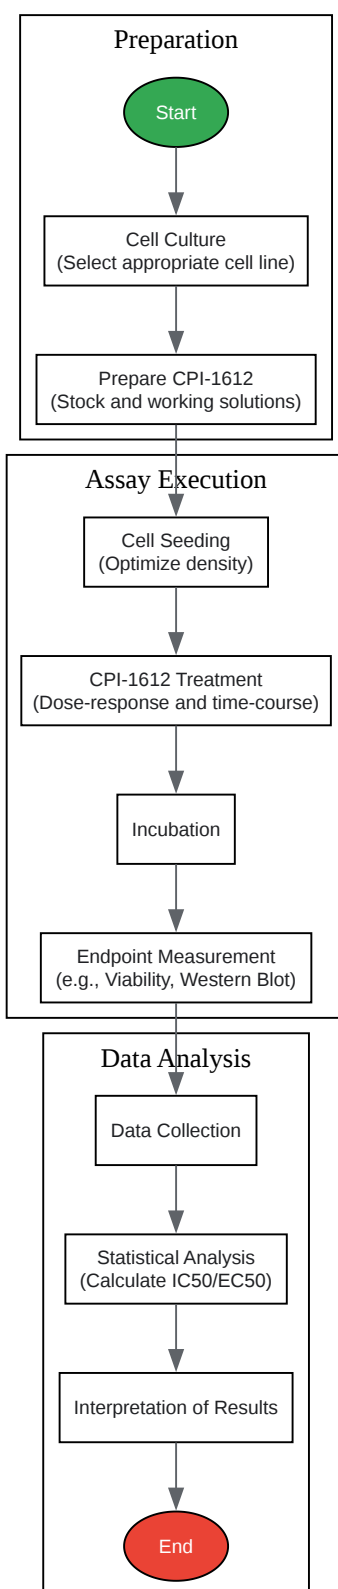 Preparation
Start
Cell Culture
(Select appropriate cell line)
Prepare CPI-1612
(Stock and working solutions)
Assay Execution
Cell Seeding
(Optimize density)
CPI-1612 Treatment
(Dose-response and time-course)
Incubation
Endpoint Measurement
(e.g., Viability, Western Blot)
Data Analysis
Data Collection
Statistical Analysis
(Calculate IC50/EC50)
Interpretation of Results
End